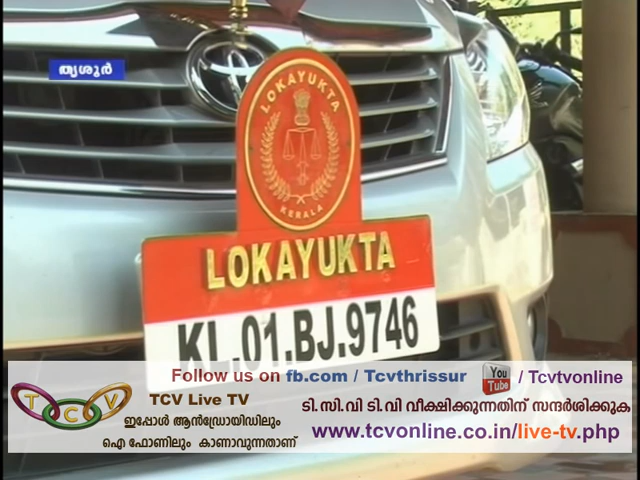 തൃശൂർ
LOKAYUKTA
KERALA
LOKAYUKTA
KL.01.BJ.9746
Follow us on fb.com / Tcvthrissur You Tube / Tcvtvonline
TCV
TCV Live TV
ഇപ്പോൾ ആൻഡ്രോയിഡിലും
ഐ ഫോണിലും കാണാവുന്നതാണ്
ടി.സി.വി ടി.വി വീക്ഷിക്കുന്നതിന് സന്ദർശിക്കുക
www.tcvonline.co.in/live-tv.php